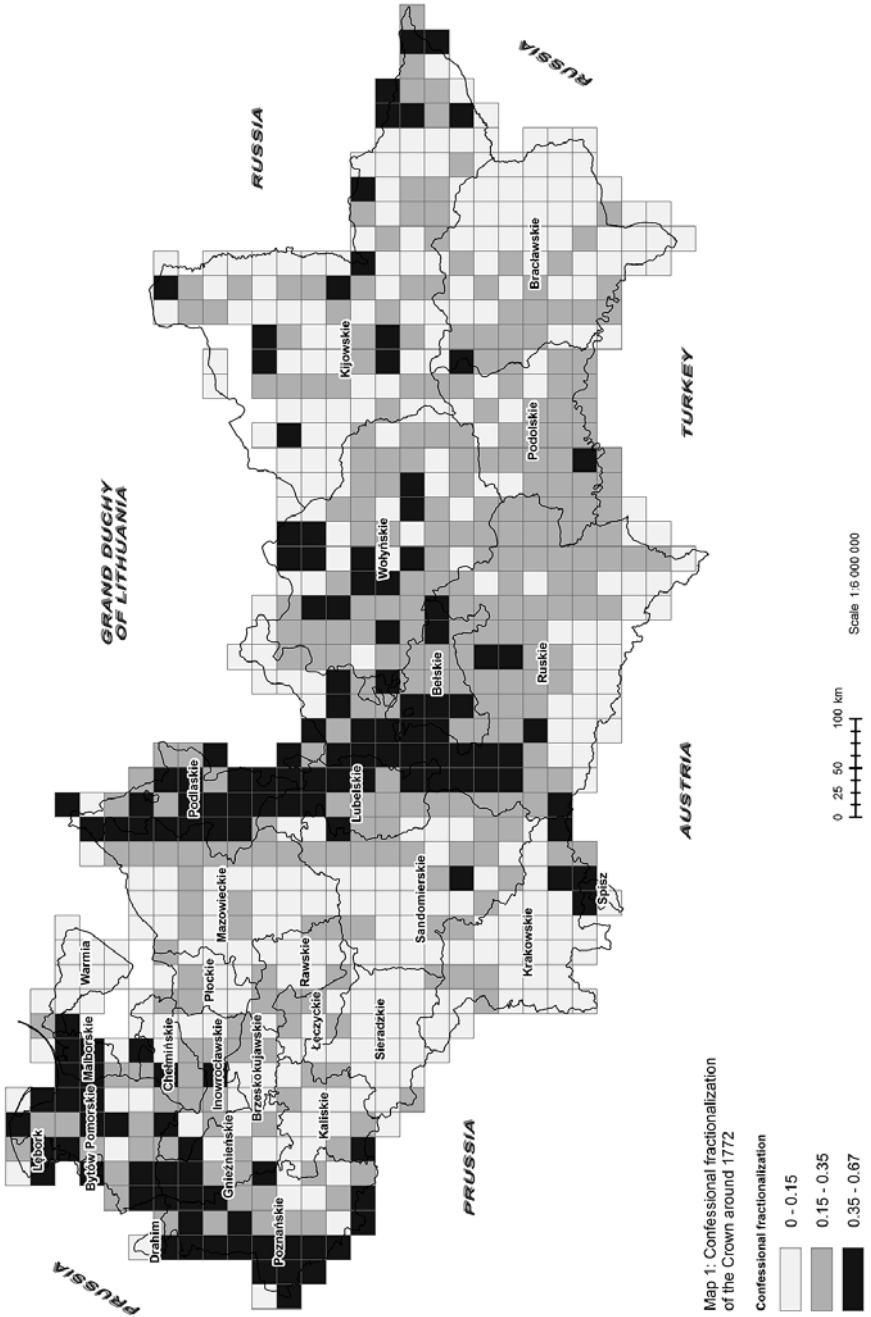 PRUSSIA
Lębork
Bytów
Pomorskie
Malborskie
Warmia
Drahim
Chełmińskie
Podlaskie
GRAND DUCHY
OF LITHUANIA
RUSSIA
RUSSIA
Gnieźnieńskie
Inowrocławskie
Płockie
Mazowieckie
Poznańskie
Brzeskokujawskie
Kaliskie
Łęczyckie
Rawskie
Lubelskie
Kijowskie
Sieradzkie
Sandomierskie
Wołyńskie
Bełskie
PRUSSIA
Krakowskie
Spisz
Ruskie
Podolskie
Bracławskie
AUSTRIA
TURKEY
Map 1: Confessional fractionalization
of the Crown around 1772
Confessional fractionalization
0 - 0.15
0.15 - 0.35
0.35 - 0.67
0 25 50 100 km
Scale 1:6 000 000